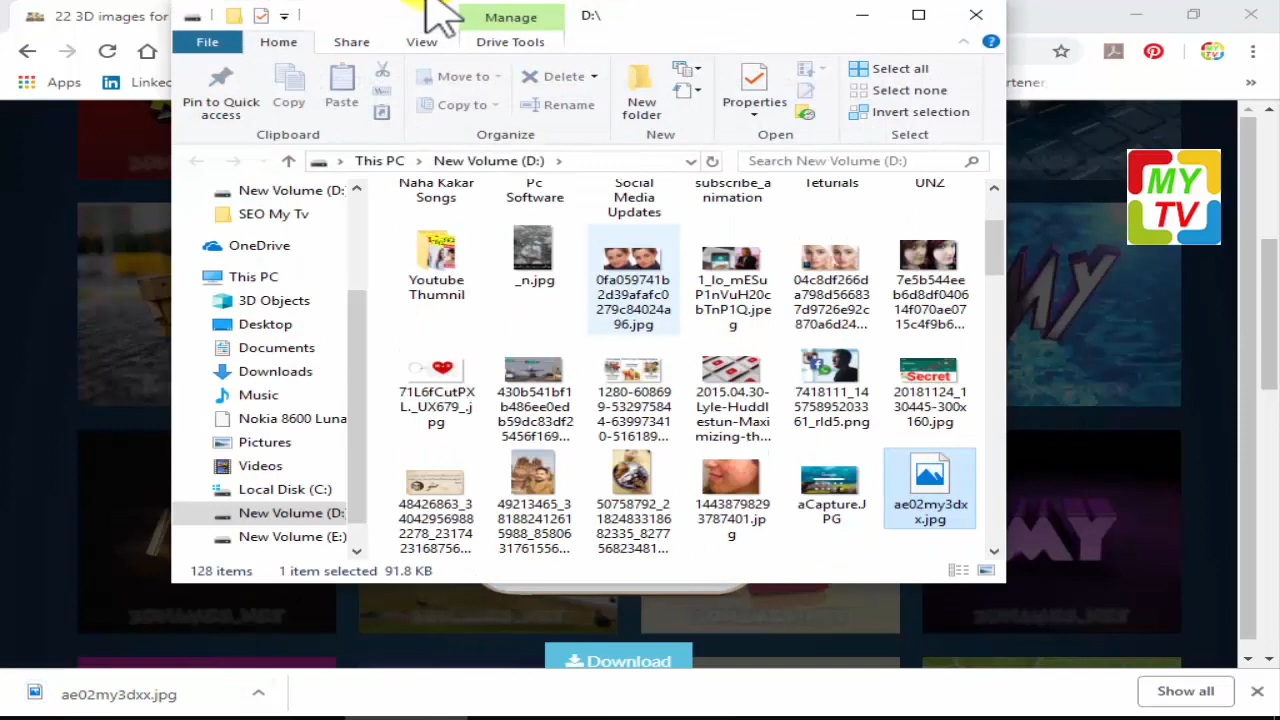 22 3D images for
Manage
D:\
File
Home
Share
View
Drive Tools
Apps
LinkedI
rtener
Pin to Quick
access
Copy
Paste
Move to
Copy to
Delete
Rename
New
folder
Properties
Select all
Select none
Invert selection
Clipboard
Organize
New
Open
Select
This PC
New Volume (D:)
Search New Volume (D:)
New Volume (D:
SEO My Tv
OneDrive
This PC
3D Objects
Desktop
Documents
Downloads
Music
Nokia 8600 Luna
Pictures
Videos
Local Disk (C:)
New Volume (D:
New Volume (E:)
Naha Kakar
Songs
Pc
Software
Social
Media
Updates
subscribe_a
nimation
Teturials
UNZ
Youtube
Thumnil
_n.jpg
0fa059741b
2d39afafc0
279c84024a
96.jpg
1_lo_mESu
P1nVuH20c
bTnP1Q.jpe
g
04c8df266d
a798d56683
7d9726e92c
870a6d24...
7e5b544ee
b6d8df0406
14f070ae07
15c4f9b6...
71L6fCutPX
L._UX679_.j
pg
430b541bf1
b486ee0ed
b59dc83df2
5456f169...
1280-60869
9-53297584
4-63997341
0-516189...
2015.04.30-
Lyle-Huddl
estun-Maxi
mizing-th...
7418111_14
5758952033
61_rld5.png
Secret
20181124_1
30445-300x
160.jpg
48426863_3
4042956988
2278_23174
23168756...
49213465_3
8188241261
5988_85806
31761556...
50758792_2
1824833186
82335_8277
56823481...
1443879829
3787401.jp
g
aCapture.J
PG
ae02my3dx
x.jpg
128 items
1 item selected
91.8 KB
MY
TV
MY
MY
Download
ae02my3dxx.jpg
Show all